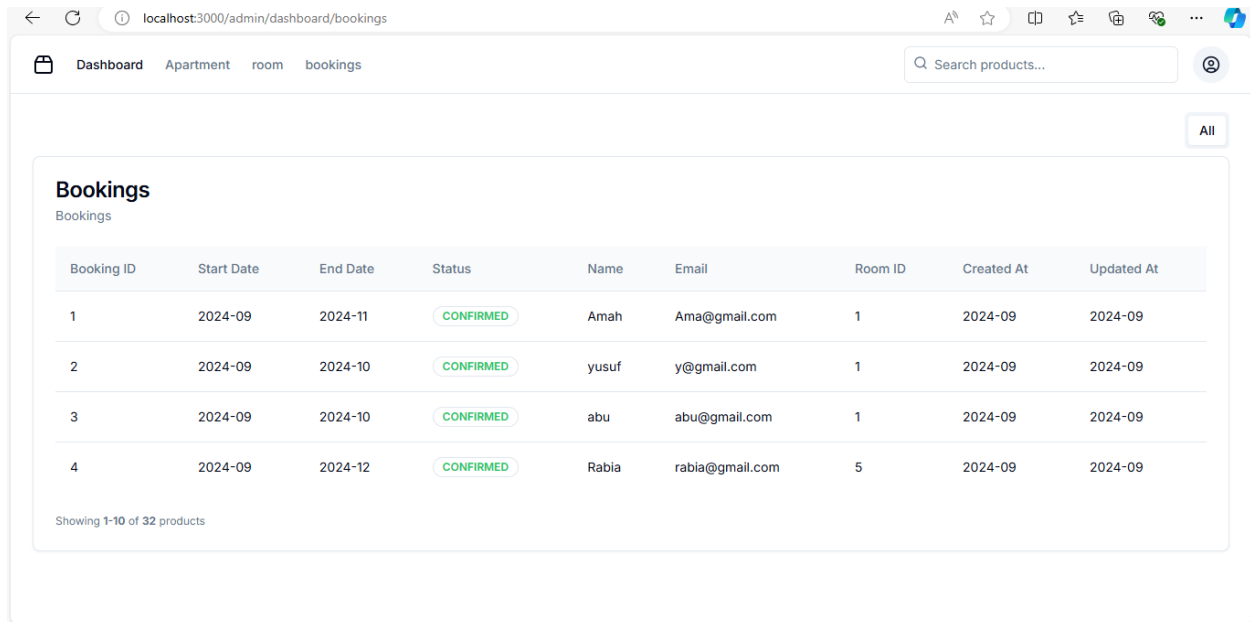 localhost:3000/admin/dashboard/bookings
Dashboard Apartment room bookings Search products...
All
Bookings
Bookings
Booking ID Start Date End Date Status Name Email Room ID Created At Updated At
1 2024-09 2024-11 CONFIRMED Amah Ama@gmail.com 1 2024-09 2024-09
2 2024-09 2024-10 CONFIRMED yusuf y@gmail.com 1 2024-09 2024-09
3 2024-09 2024-10 CONFIRMED abu abu@gmail.com 1 2024-09 2024-09
4 2024-09 2024-12 CONFIRMED Rabia rabia@gmail.com 5 2024-09 2024-09
Showing 1-10 of 32 products